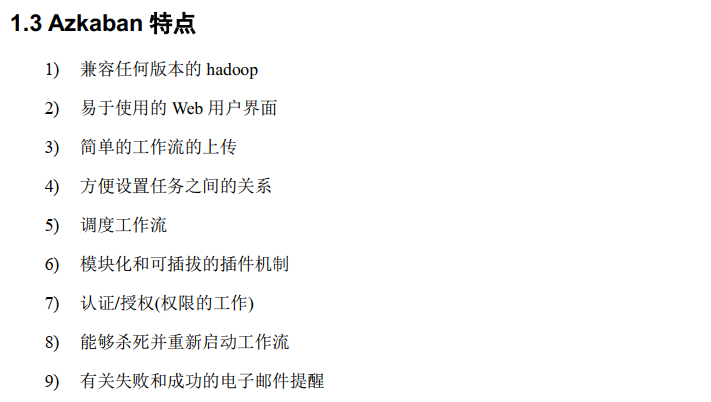 1.3 Azkaban 特点
1) 兼容任何版本的 hadoop
2) 易于使用的 Web 用户界面
3) 简单的工作流的上传
4) 方便设置任务之间的关系
5) 调度工作流
6) 模块化和可插拔的插件机制
7) 认证/授权(权限的工作)
8) 能够杀死并重新启动工作流
9) 有关失败和成功的电子邮件提醒